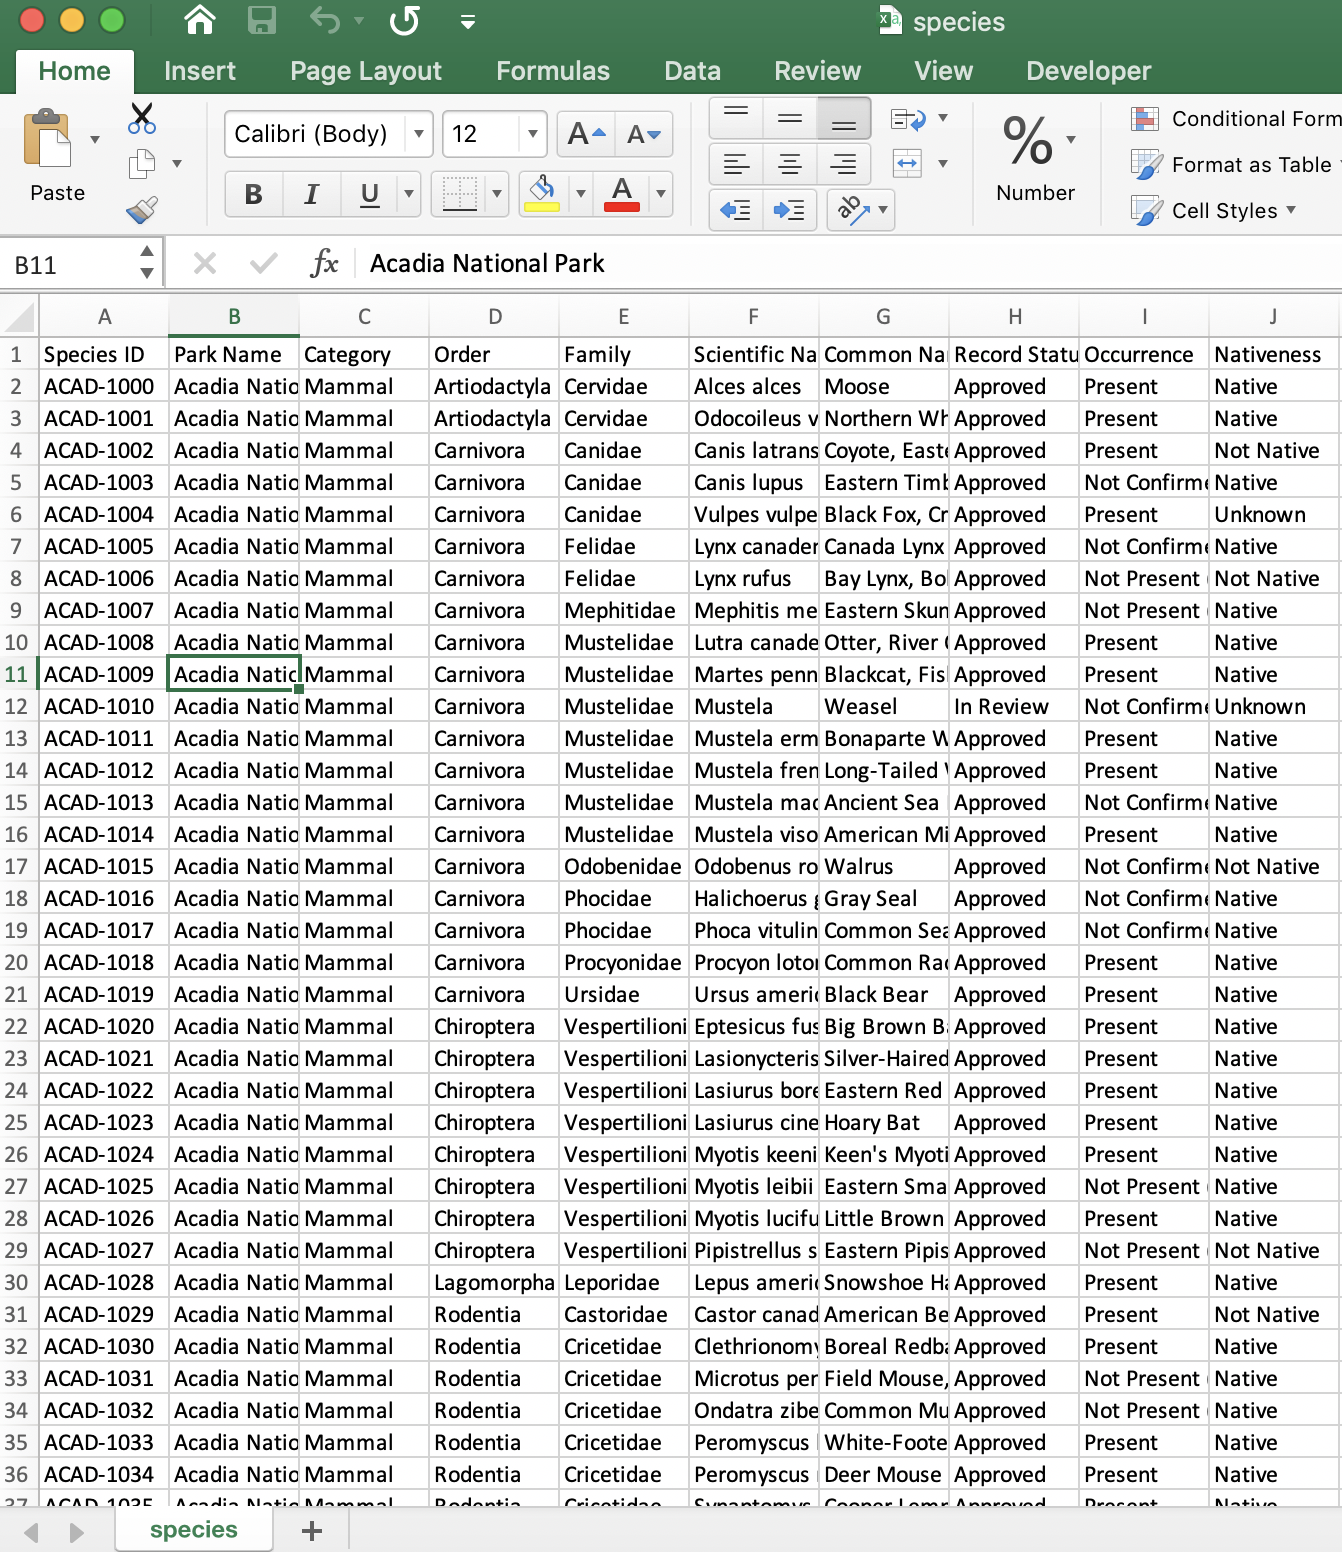 species
Home Insert Page Layout Formulas Data Review View Developer
Calibri (Body) 12 A A Conditional Form
Paste B I U A ab % Number Format as Table
Cell Styles
B11 fx Acadia National Park
A B C D E F G H I J
1 Species ID Park Name Category Order Family Scientific Na Common Na Record Statu Occurrence Nativeness
2 ACAD-1000 Acadia Natio Mammal Artiodactyla Cervidae Alces alces Moose Approved Present Native
3 ACAD-1001 Acadia Natio Mammal Artiodactyla Cervidae Odocoileus v Northern Wh Approved Present Native
4 ACAD-1002 Acadia Natio Mammal Carnivora Canidae Canis latrans Coyote, Easte Approved Present Not Native
5 ACAD-1003 Acadia Natio Mammal Carnivora Canidae Canis lupus Eastern Timb Approved Not Confirme Native
6 ACAD-1004 Acadia Natio Mammal Carnivora Canidae Vulpes vulpe Black Fox, Cr Approved Present Unknown
7 ACAD-1005 Acadia Natio Mammal Carnivora Felidae Lynx canaden Canada Lynx Approved Not Confirme Native
8 ACAD-1006 Acadia Natio Mammal Carnivora Felidae Lynx rufus Bay Lynx, Bo Approved Not Present Not Native
9 ACAD-1007 Acadia Natio Mammal Carnivora Mephitidae Mephitis me Eastern Skun Approved Not Present Native
10 ACAD-1008 Acadia Natio Mammal Carnivora Mustelidae Lutra canade Otter, River Approved Present Native
11 ACAD-1009 Acadia Natio Mammal Carnivora Mustelidae Martes penn Blackcat, Fis Approved Present Native
12 ACAD-1010 Acadia Natio Mammal Carnivora Mustelidae Mustela Weasel In Review Not Confirme Unknown
13 ACAD-1011 Acadia Natio Mammal Carnivora Mustelidae Mustela erm Bonaparte W Approved Present Native
14 ACAD-1012 Acadia Natio Mammal Carnivora Mustelidae Mustela fren Long-Tailed Approved Present Native
15 ACAD-1013 Acadia Natio Mammal Carnivora Mustelidae Mustela mac Ancient Sea Approved Not Confirme Native
16 ACAD-1014 Acadia Natio Mammal Carnivora Mustelidae Mustela viso American Mi Approved Present Native
17 ACAD-1015 Acadia Natio Mammal Carnivora Odobenidae Odobenus ro Walrus Approved Not Confirme Not Native
18 ACAD-1016 Acadia Natio Mammal Carnivora Phocidae Halichoerus g Gray Seal Approved Not Confirme Native
19 ACAD-1017 Acadia Natio Mammal Carnivora Phocidae Phoca vitulin Common Sea Approved Not Confirme Native
20 ACAD-1018 Acadia Natio Mammal Carnivora Procyonidae Procyon lotor Common Rac Approved Present Native
21 ACAD-1019 Acadia Natio Mammal Carnivora Ursidae Ursus americ Black Bear Approved Present Native
22 ACAD-1020 Acadia Natio Mammal Chiroptera Vespertilioni Eptesicus fus Big Brown Ba Approved Present Native
23 ACAD-1021 Acadia Natio Mammal Chiroptera Vespertilioni Lasionycteris Silver-Haired Approved Present Native
24 ACAD-1022 Acadia Natio Mammal Chiroptera Vespertilioni Lasiurus bore Eastern Red Approved Present Native
25 ACAD-1023 Acadia Natio Mammal Chiroptera Vespertilioni Lasiurus cine Hoary Bat Approved Present Native
26 ACAD-1024 Acadia Natio Mammal Chiroptera Vespertilioni Myotis keeni Keen's Myoti Approved Present Native
27 ACAD-1025 Acadia Natio Mammal Chiroptera Vespertilioni Myotis leibii Eastern Sma Approved Not Present Native
28 ACAD-1026 Acadia Natio Mammal Chiroptera Vespertilioni Myotis lucifu Little Brown Approved Present Native
29 ACAD-1027 Acadia Natio Mammal Chiroptera Vespertilioni Pipistrellus s Eastern Pipis Approved Not Present Not Native
30 ACAD-1028 Acadia Natio Mammal Lagomorpha Leporidae Lepus americ Snowshoe Ha Approved Present Native
31 ACAD-1029 Acadia Natio Mammal Rodentia Castoridae Castor canad American Be Approved Present Not Native
32 ACAD-1030 Acadia Natio Mammal Rodentia Cricetidae Clethrionomy Boreal Redba Approved Present Native
33 ACAD-1031 Acadia Natio Mammal Rodentia Cricetidae Microtus pen Field Mouse, Approved Not Present Native
34 ACAD-1032 Acadia Natio Mammal Rodentia Cricetidae Ondatra zibe Common Mu Approved Not Present Native
35 ACAD-1033 Acadia Natio Mammal Rodentia Cricetidae Peromyscus White-Foote Approved Present Native
36 ACAD-1034 Acadia Natio Mammal Rodentia Cricetidae Peromyscus Deer Mouse Approved Present Native
37 ACAD-1035 Acadia Natio Mammal Rodentia Cricetidae Synaptomys Cooper Lemm Approved Present Native
species